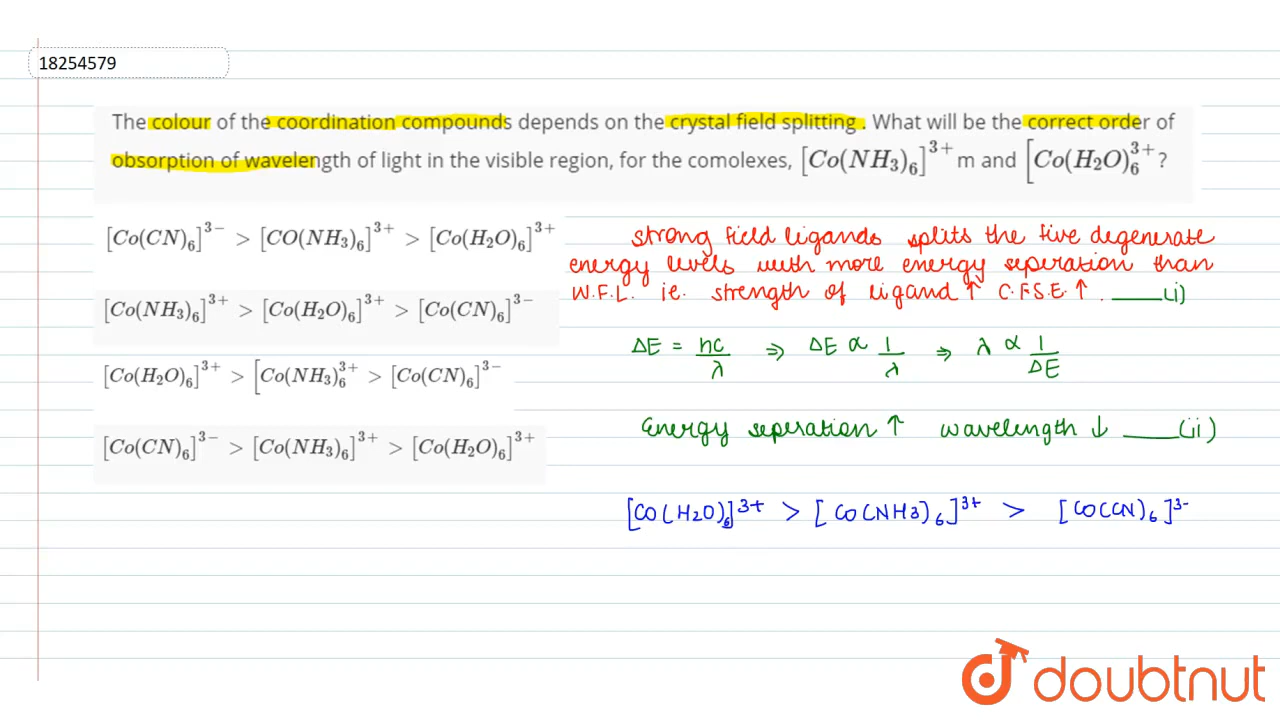 18254579
The colour of the coordination compounds depends on the crystal field splitting . What will be the correct order of
obsorption of wavelength of light in the visible region, for the comolexes, [Co(NH₃)₆]³⁺ m and [Co(H₂O)₆³⁺ ?
[Co(CN)₆]³⁻ > [CO(NH₃)₆]³⁺ > [Co(H₂O)₆]³⁺
[Co(NH₃)₆]³⁺ > [Co(H₂O)₆]³⁺ > [Co(CN)₆]³⁻
[Co(H₂O)₆]³⁺ > [Co(NH₃)₆³⁺ > [Co(CN)₆]³⁻
[Co(CN)₆]³⁻ > [Co(NH₃)₆]³⁺ > [Co(H₂O)₆]³⁺
strong field ligands splits the five degenerate
energy levels with more energy seperation than
W.F.L. ie. strength of ligand ↑ C.F.S.E. ↑ . ——(i)
ΔE = hc/λ ⇒ ΔE ∝ 1/λ ⇒ λ ∝ 1/ΔE
Energy seperation ↑ wavelength ↓ ——(ii)
[CO(H₂O)₆]³⁺ > [CO(NH3)₆]³⁺ > [CO(CN)₆]³⁻
doubtnut